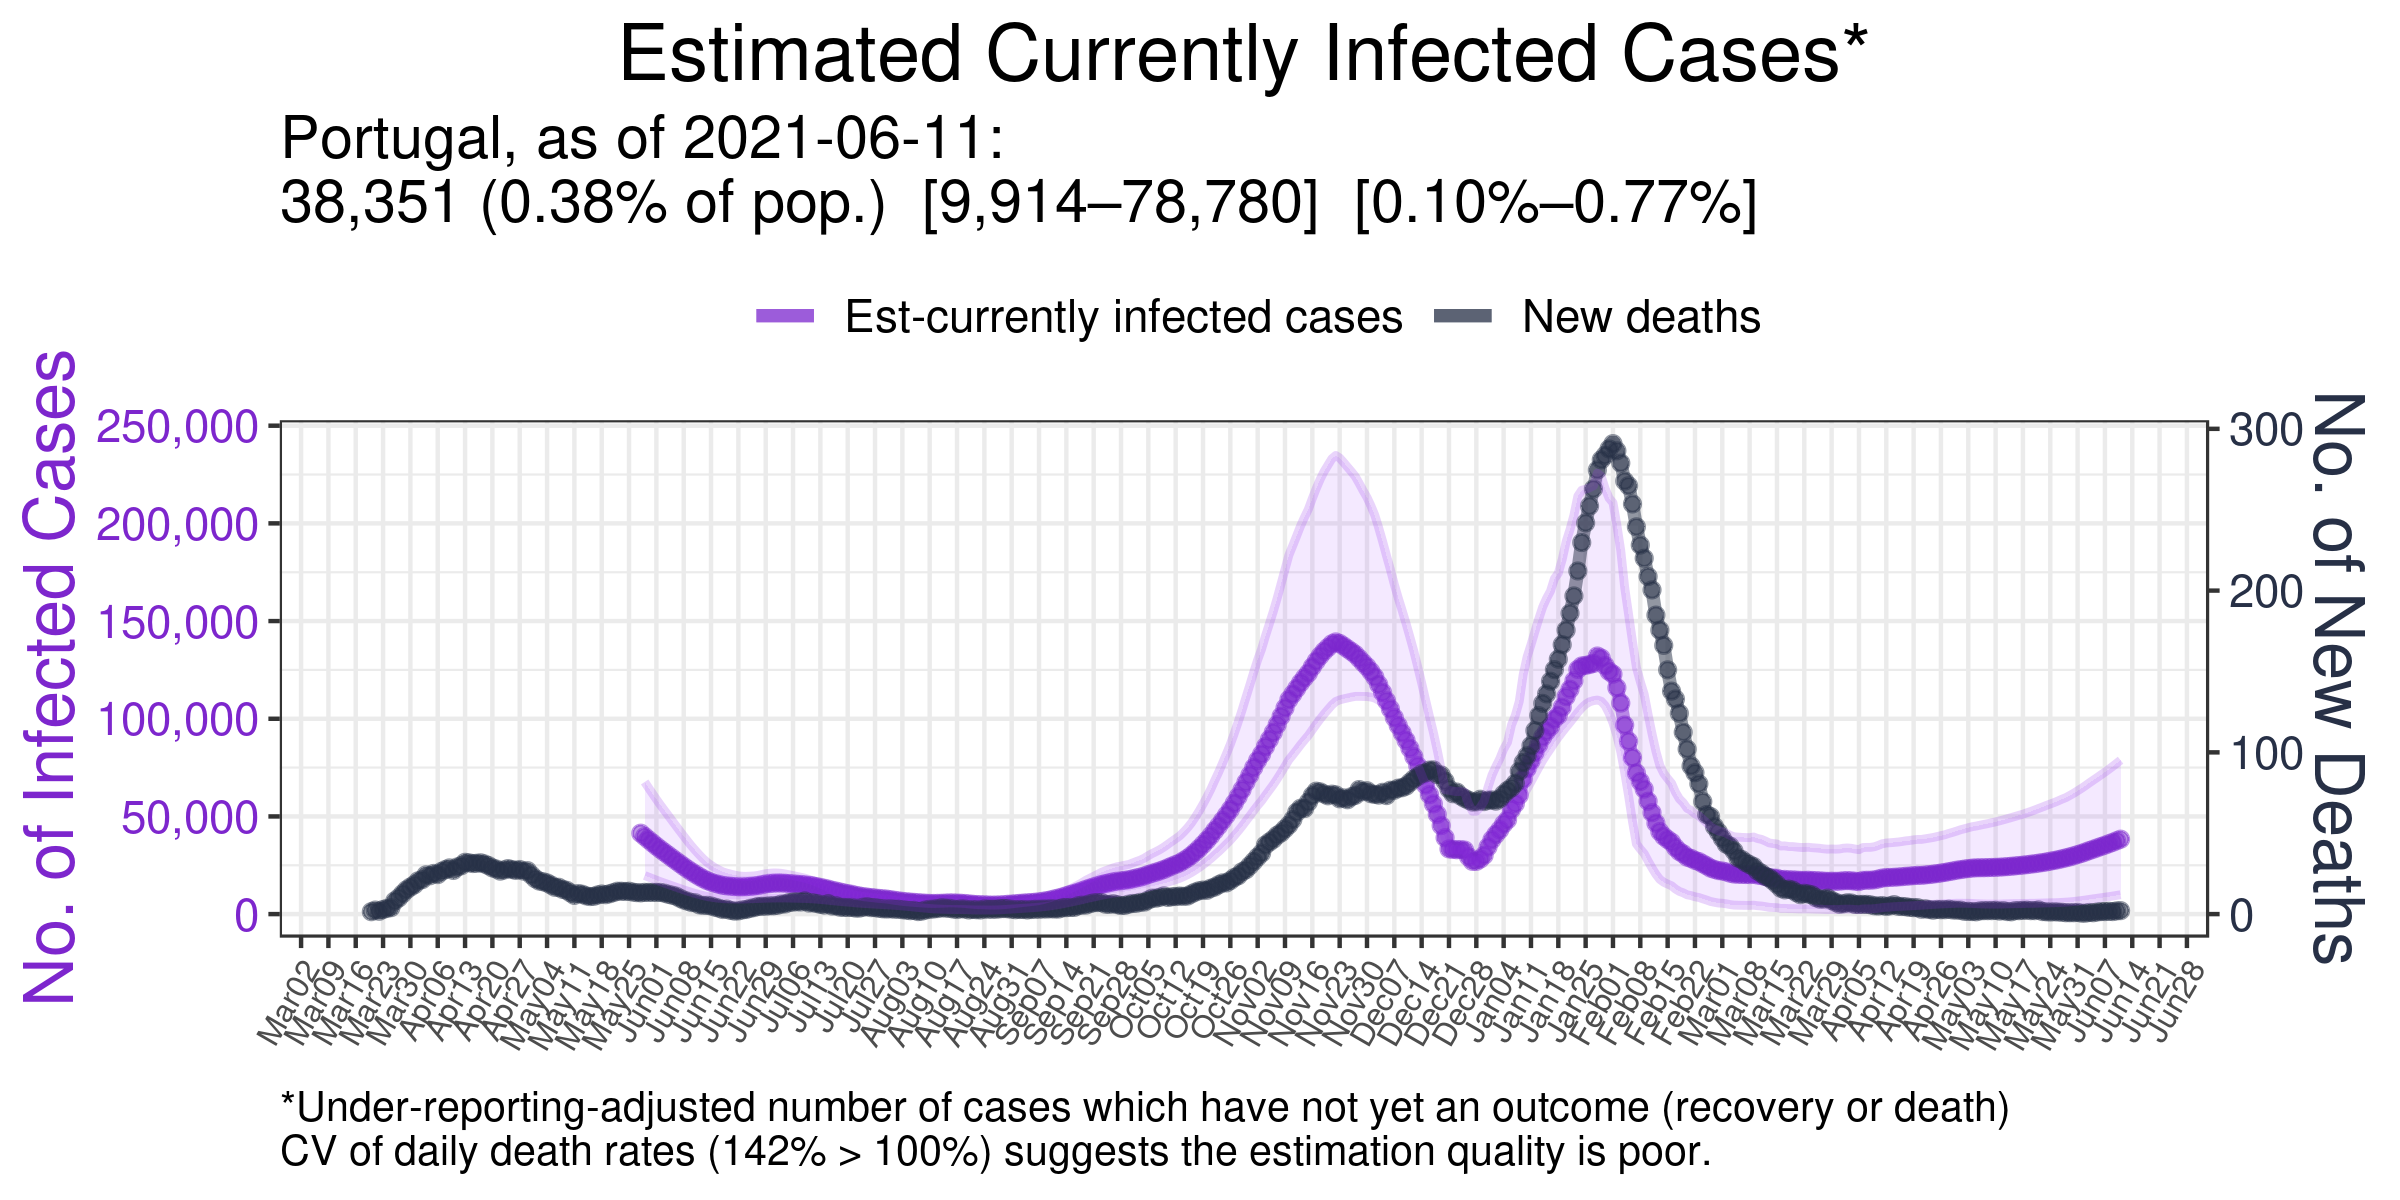 Estimated Currently Infected Cases*
Portugal, as of 2021-06-11:
38,351 (0.38% of pop.)  [9,914–78,780]  [0.10%–0.77%]
Est-currently infected cases
New deaths
No. of Infected Cases
250,000
200,000
150,000
100,000
50,000
0
300
200
100
0
No. of New Deaths
Mar02
Mar09
Mar16
Mar23
Mar30
Apr06
Apr13
Apr20
Apr27
May04
May11
May18
May25
Jun01
Jun08
Jun15
Jun22
Jun29
Jul06
Jul13
Jul20
Jul27
Aug03
Aug10
Aug17
Aug24
Aug31
Sep07
Sep14
Sep21
Sep28
Oct05
Oct12
Oct19
Oct26
Nov02
Nov09
Nov16
Nov23
Nov30
Dec07
Dec14
Dec21
Dec28
Jan04
Jan11
Jan18
Jan25
Feb01
Feb08
Feb15
Feb22
Mar01
Mar08
Mar15
Mar22
Mar29
Apr05
Apr12
Apr19
Apr26
May03
May10
May17
May24
May31
Jun07
Jun14
Jun21
Jun28
*Under-reporting-adjusted number of cases which have not yet an outcome (recovery or death)
CV of daily death rates (142% > 100%) suggests the estimation quality is poor.